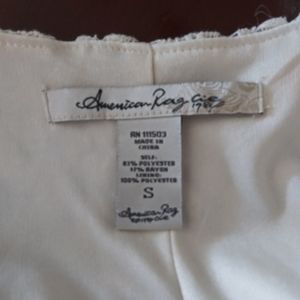 American Rag Cie
RN 111503
MADE IN
CHINA
SELF:
83% POLYESTER
17% RAYON
LINING:
100% POLYESTER
S
American Rag